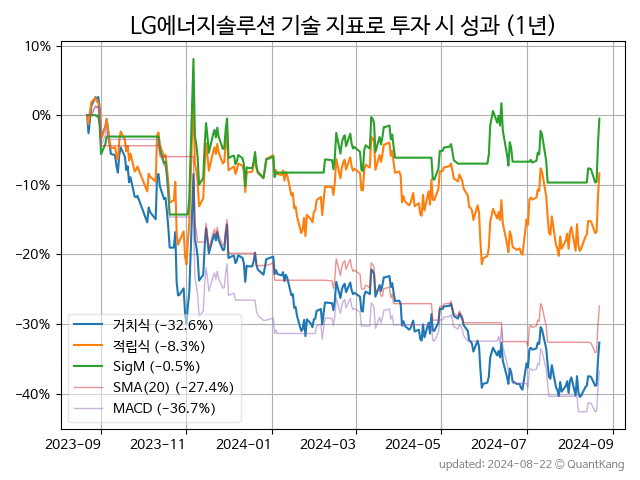 LG에너지솔루션 기술 지표로 투자 시 성과 (1년)
10%
0%
−10%
−20%
−30%
−40%
거치식 (−32.6%)
적립식 (−8.3%)
SigM (−0.5%)
SMA(20) (−27.4%)
MACD (−36.7%)
2023-09 2023-11 2024-01 2024-03 2024-05 2024-07 2024-09
updated: 2024-08-22 © QuantKang